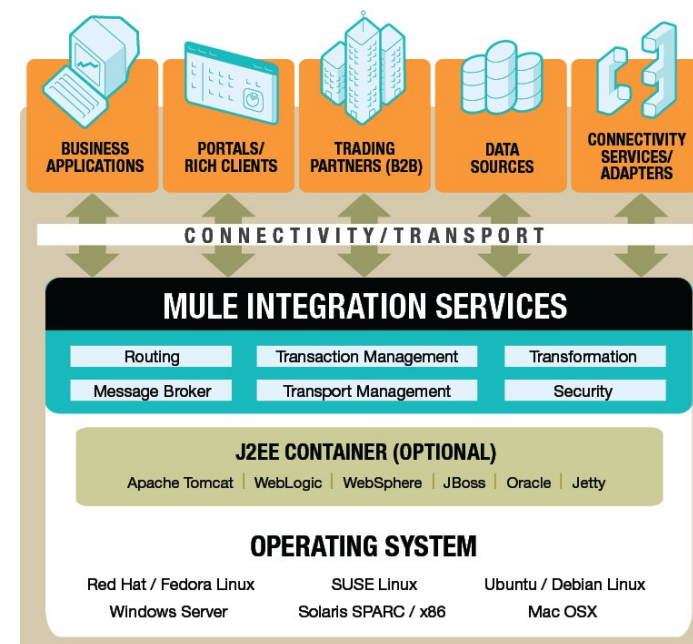 BUSINESS
APPLICATIONS
PORTALS/
RICH CLIENTS
TRADING
PARTNERS (B2B)
DATA
SOURCES
CONNECTIVITY
SERVICES/
ADAPTERS
CONNECTIVITY/TRANSPORT
MULE INTEGRATION SERVICES
Routing
Transaction Management
Transformation
Message Broker
Transport Management
Security
J2EE CONTAINER (OPTIONAL)
Apache Tomcat | WebLogic | WebSphere | JBoss | Oracle | Jetty
OPERATING SYSTEM
Red Hat / Fedora Linux
SUSE Linux
Ubuntu / Debian Linux
Windows Server
Solaris SPARC / x86
Mac OSX